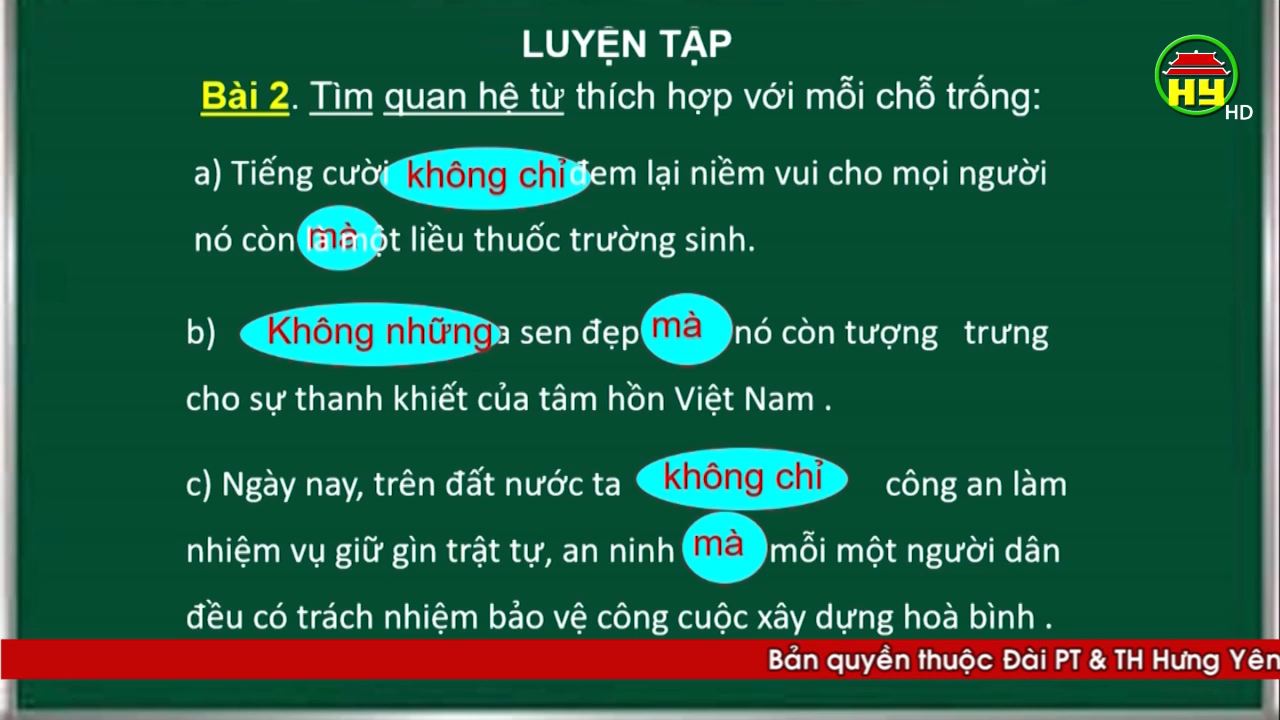 LUYỆN TẬP
Bài 2. Tìm quan hệ từ thích hợp với mỗi chỗ trống:
a) Tiếng cười không chỉ đem lại niềm vui cho mọi người
nó còn mà là một liều thuốc trường sinh.
b) Không những sen đẹp mà nó còn tượng trưng
cho sự thanh khiết của tâm hồn Việt Nam .
c) Ngày nay, trên đất nước ta không chỉ công an làm
nhiệm vụ giữ gìn trật tự, an ninh mà mỗi một người dân
đều có trách nhiệm bảo vệ công cuộc xây dựng hoà bình .
Bản quyền thuộc Đài PT & TH Hưng Yên
HY HD